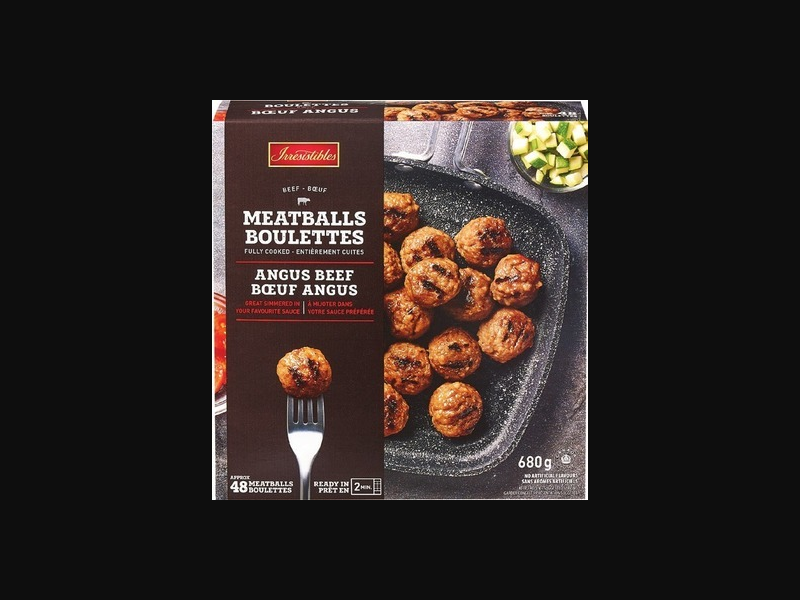 BOULETTES
BŒUF ANGUS
Irresistibles
BEEF - BŒUF
MEATBALLS
BOULETTES
FULLY COOKED - ENTIÈREMENT CUITES
ANGUS BEEF
BŒUF ANGUS
GREAT SIMMERED IN
YOUR FAVOURITE SAUCE
À MIJOTER DANS
VOTRE SAUCE PRÉFÉRÉE
APPROX
48 MEATBALLS
BOULETTES
READY IN
PRÊT EN
2 MIN.
680 g
NO ARTIFICIAL FLAVOURS
SANS ARÔMES ARTIFICIELS